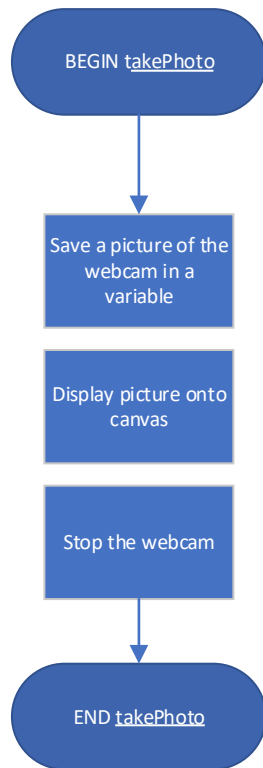 BEGIN takePhoto
Save a picture of the
webcam in a
variable
Display picture onto
canvas
Stop the webcam
END takePhoto